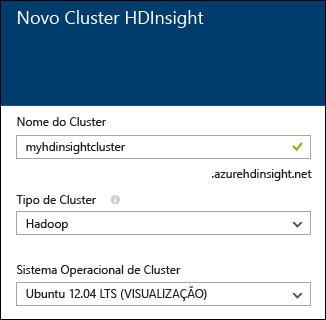 Novo Cluster HDInsight
Nome do Cluster
myhdinsightcluster
.azurehdinsight.net
Tipo de Cluster
Hadoop
Sistema Operacional de Cluster
Ubuntu 12.04 LTS (VISUALIZAÇÃO)